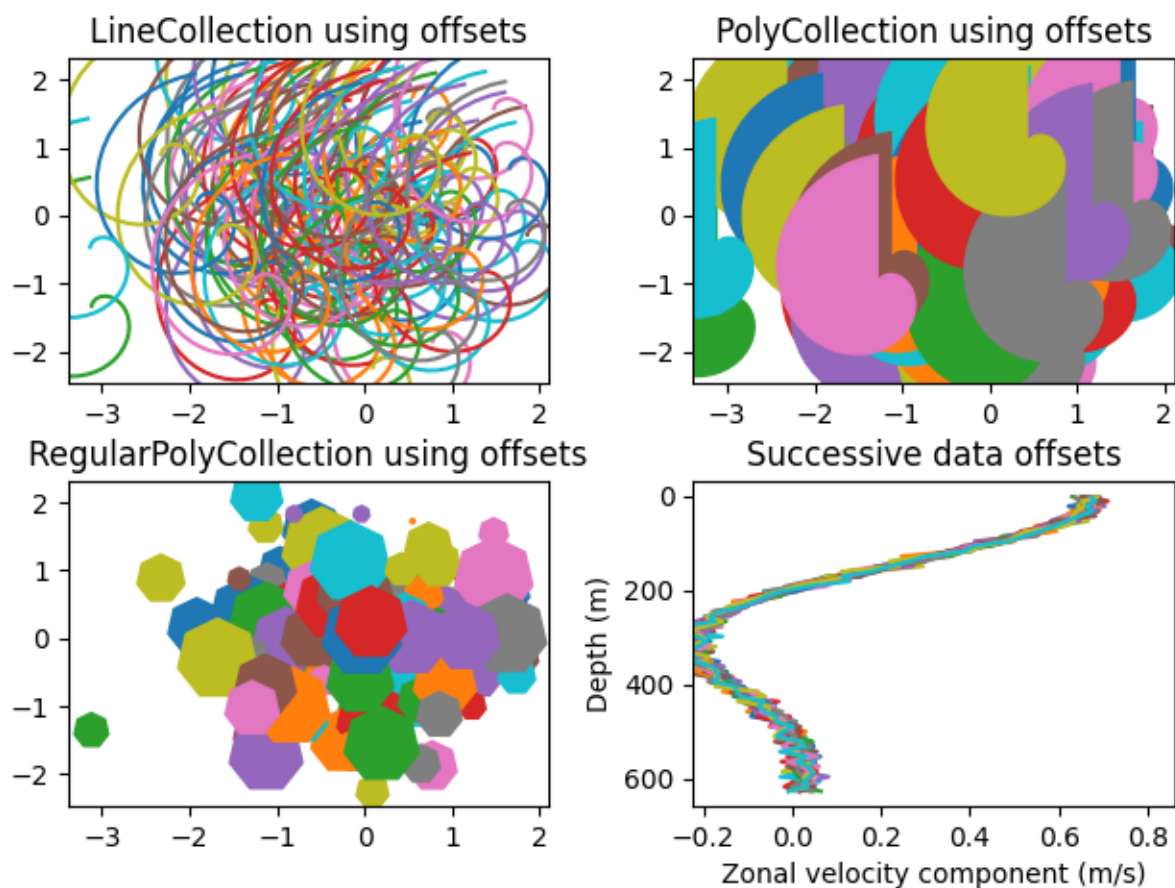 LineCollection using offsets
2
1
0
−1
−2
−3 −2 −1 0 1 2
PolyCollection using offsets
2
1
0
−1
−2
−3 −2 −1 0 1 2
RegularPolyCollection using offsets
2
1
0
−1
−2
−3 −2 −1 0 1 2
Successive data offsets
0
200
400
600
Depth (m)
−0.2 0.0 0.2 0.4 0.6 0.8
Zonal velocity component (m/s)